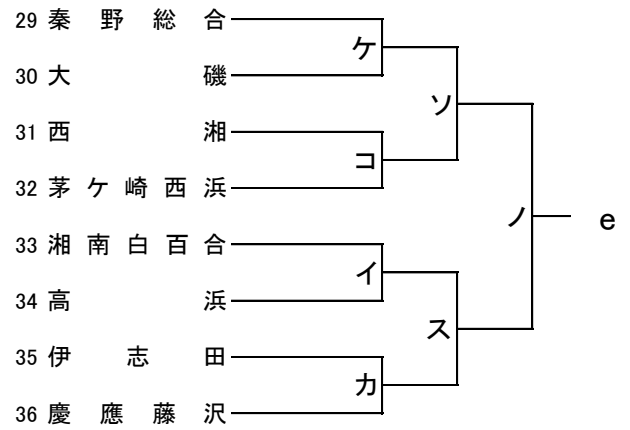 29 秦野総合
ケ
30 大磯
ソ
31 西湘
コ
32 茅ケ崎西浜
ノ e
33 湘南白百合
イ
34 高浜
ス
35 伊志田
カ
36 慶應藤沢